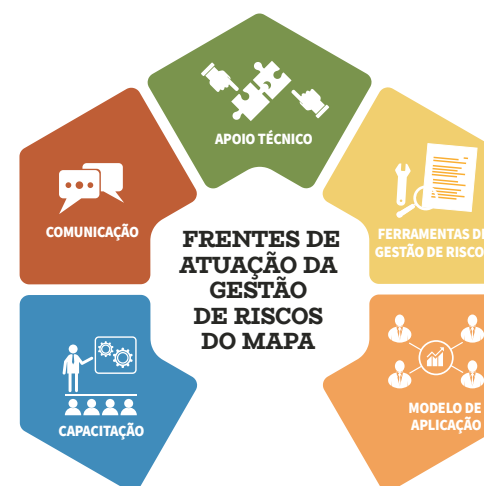 APOIO TÉCNICO
COMUNICAÇÃO
FERRAMENTAS DE
GESTÃO DE RISCO
FRENTES DE
ATUAÇÃO DA
GESTÃO
DE RISCOS
DO MAPA
CAPACITAÇÃO
MODELO DE
APLICAÇÃO